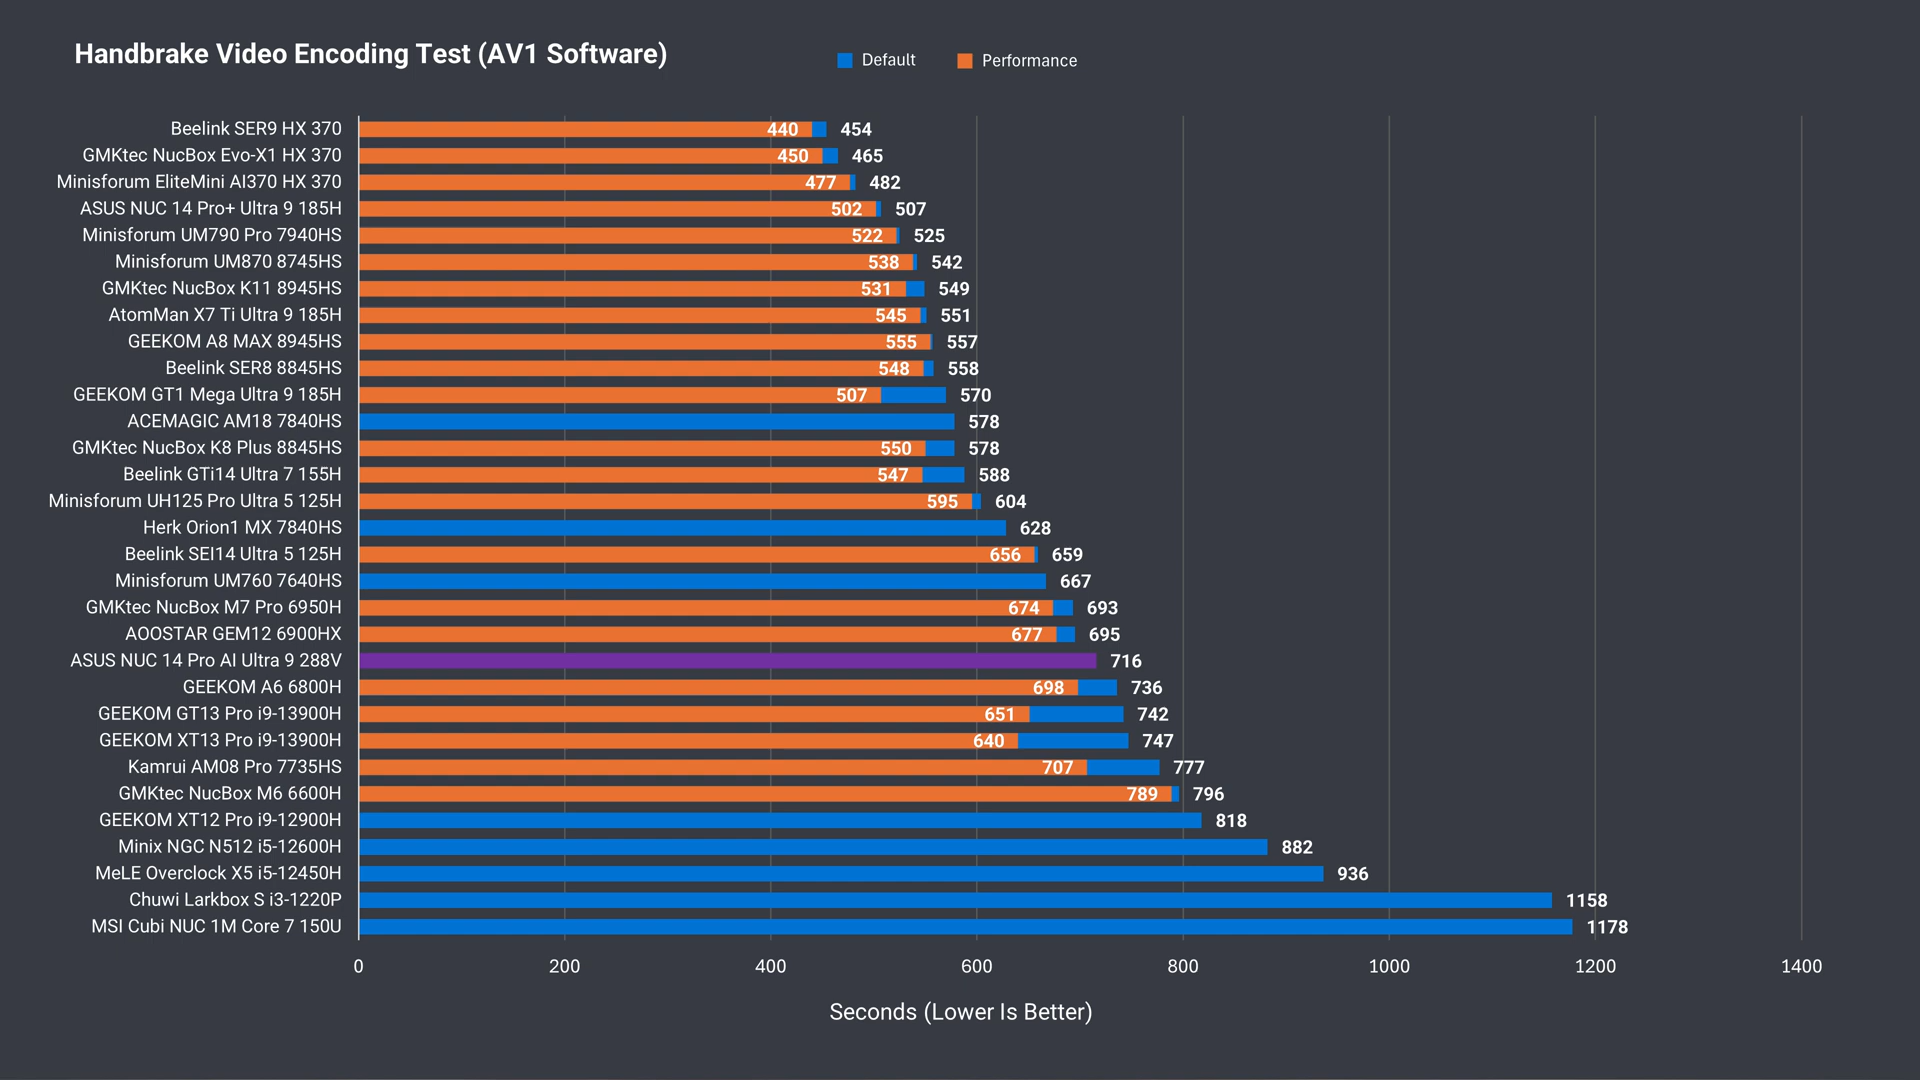 Handbrake Video Encoding Test (AV1 Software)
Default
Performance
Beelink SER9 HX 370 440 454
GMKtec NucBox Evo-X1 HX 370 450 465
Minisforum EliteMini AI370 HX 370 477 482
ASUS NUC 14 Pro+ Ultra 9 185H 502 507
Minisforum UM790 Pro 7940HS 522 525
Minisforum UM870 8745HS 538 542
GMKtec NucBox K11 8945HS 531 549
AtomMan X7 Ti Ultra 9 185H 545 551
GEEKOM A8 MAX 8945HS 555 557
Beelink SER8 8845HS 548 558
GEEKOM GT1 Mega Ultra 9 185H 507 570
ACEMAGIC AM18 7840HS 578
GMKtec NucBox K8 Plus 8845HS 550 578
Beelink GTi14 Ultra 7 155H 547 588
Minisforum UH125 Pro Ultra 5 125H 595 604
Herk Orion1 MX 7840HS 628
Beelink SEI14 Ultra 5 125H 656 659
Minisforum UM760 7640HS 667
GMKtec NucBox M7 Pro 6950H 674 693
AOOSTAR GEM12 6900HX 677 695
ASUS NUC 14 Pro AI Ultra 9 288V 716
GEEKOM A6 6800H 698 736
GEEKOM GT13 Pro i9-13900H 651 742
GEEKOM XT13 Pro i9-13900H 640 747
Kamrui AM08 Pro 7735HS 707 777
GMKtec NucBox M6 6600H 789 796
GEEKOM XT12 Pro i9-12900H 818
Minix NGC N512 i5-12600H 882
MeLE Overclock X5 i5-12450H 936
Chuwi Larkbox S i3-1220P 1158
MSI Cubi NUC 1M Core 7 150U 1178
0 200 400 600 800 1000 1200 1400
Seconds (Lower Is Better)